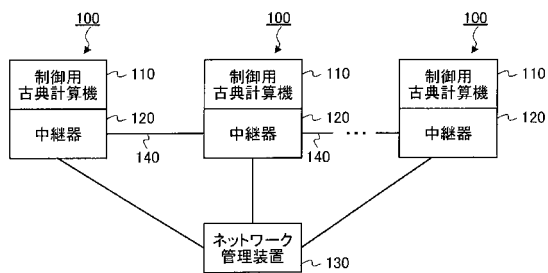 100 100 100
制御用
古典計算機
110
制御用
古典計算機
110
制御用
古典計算機
110
中継器
120
中継器
120
中継器
120
140
140
…
ネットワーク
管理装置
130